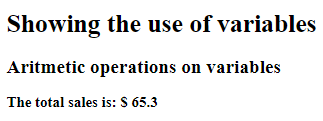 Showing the use of variables
Aritmetic operations on variables
The total sales is: $ 65.3